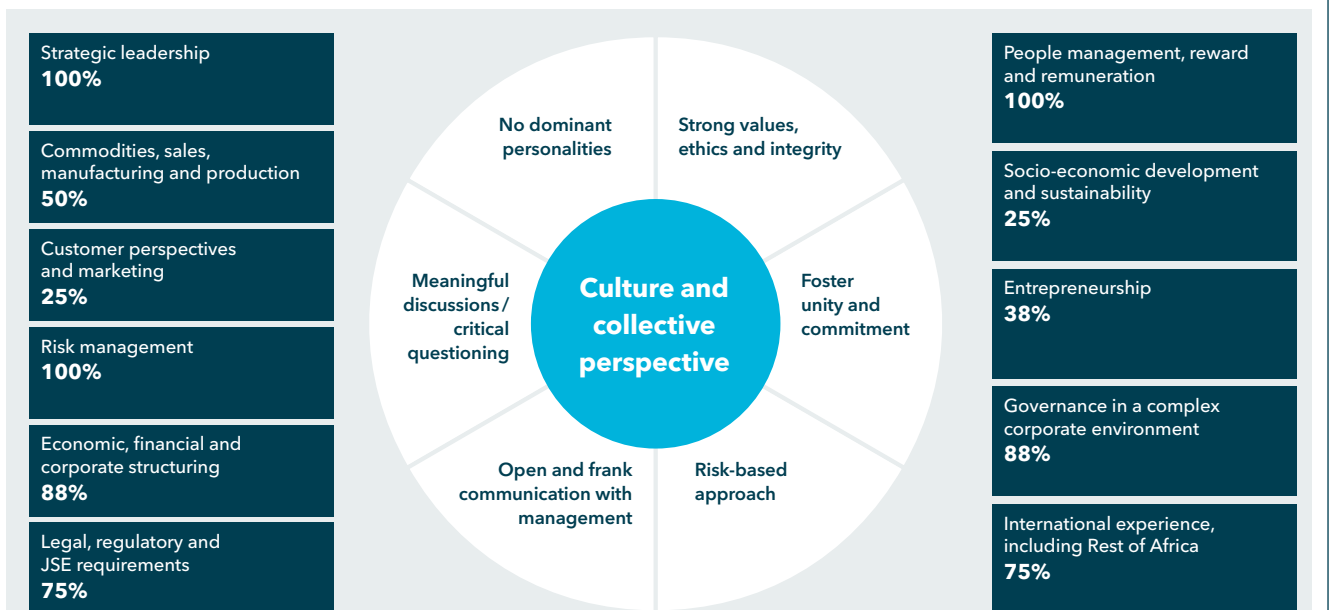 Strategic leadership
100%
Commodities, sales,
manufacturing and production
50%
Customer perspectives
and marketing
25%
Risk management
100%
Economic, financial and
corporate structuring
88%
Legal, regulatory and
JSE requirements
75%
No dominant
personalities
Strong values,
ethics and integrity
Meaningful
discussions/
critical
questioning
Culture and
collective
perspective
Foster
unity and
commitment
Open and frank
communication with
management
Risk-based
approach
People management, reward
and remuneration
100%
Socio-economic development
and sustainability
25%
Entrepreneurship
38%
Governance in a complex
corporate environment
88%
International experience,
including Rest of Africa
75%